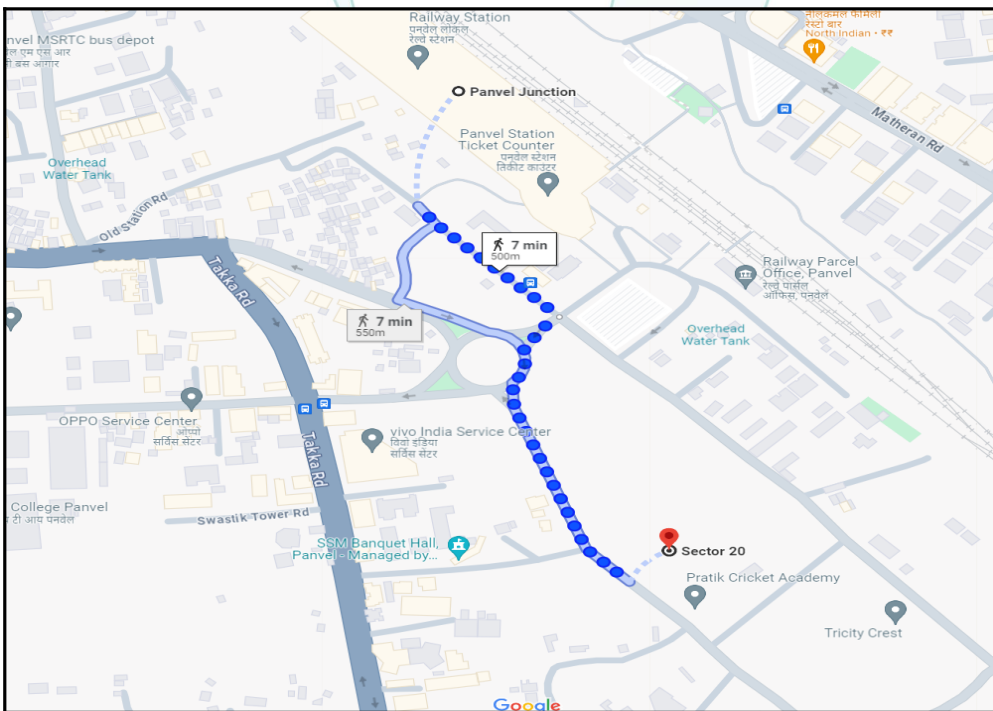 Railway Station
पनवेल लोकल
रेल्वे स्टेशन
North Indian • ₹₹
nvel MSRTC bus depot
Panvel Junction
Matheran Rd
Panvel Station
Ticket Counter
पनवेल स्टेशन
तिकीट काउंटर
Overhead
Water Tank
Old Station Rd
7 min
500m
Takka Rd
Railway Parcel
Office, Panvel
रेल्वे पार्सल
ऑफिस, पनवेल
7 min
550m
Overhead
Water Tank
OPPO Service Center
ओप्पो
सर्विस सेंटर
vivo India Service Center
विवो इंडिया
सर्विस सेंटर
Takka Rd
College Panvel
टी आय पनवेल
Swastik Tower Rd
SSM Banquet Hall,
Panvel - Managed by...
Sector 20
Pratik Cricket Academy
Tricity Crest
Google